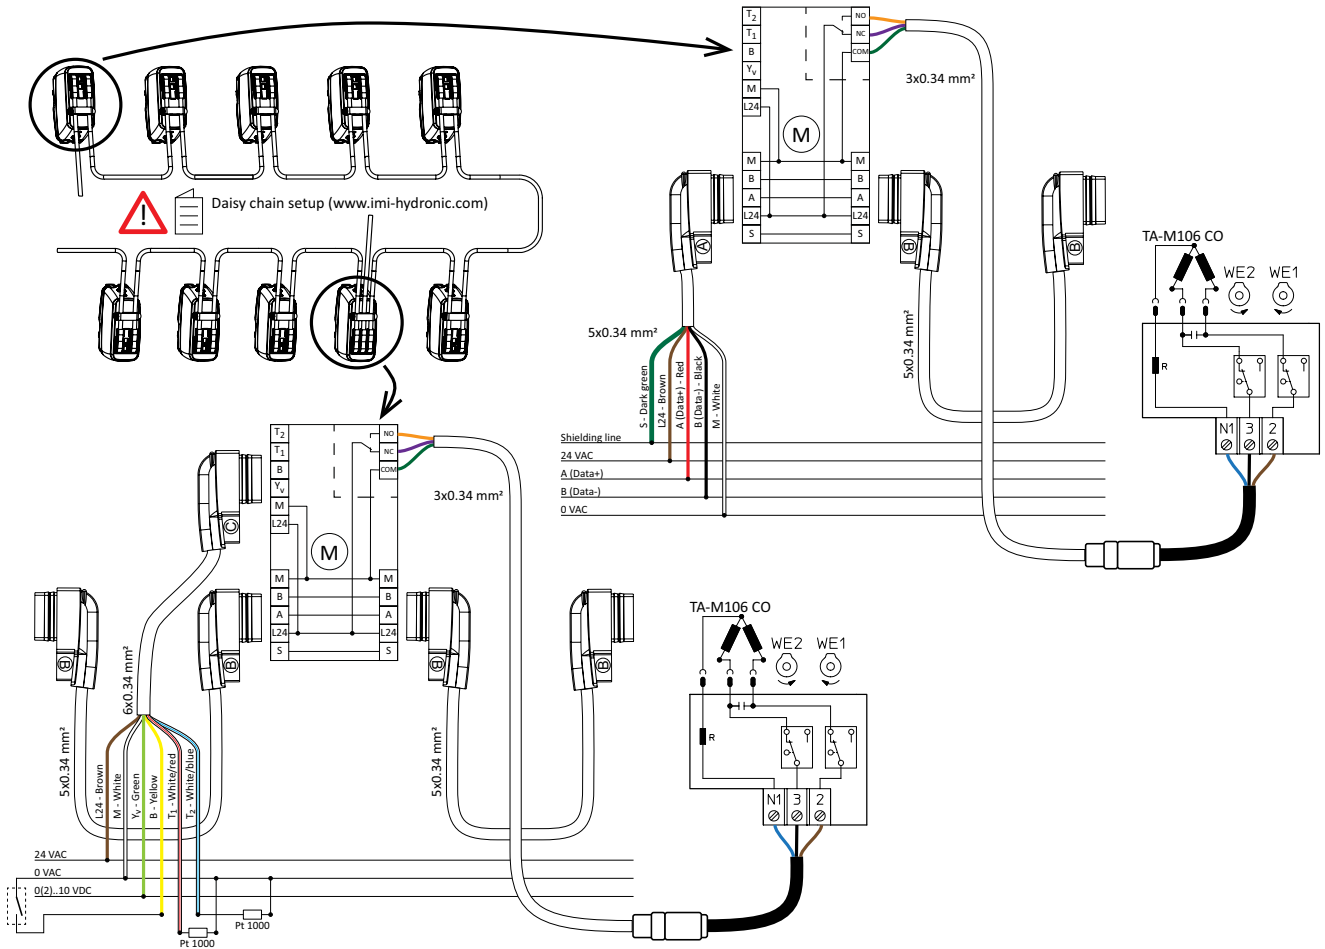 T2
T1
B
Yv
M
L24
NO
NC
COM
3x0.34 mm²
M
M
B
A
L24
S
M
B
A
L24
S
Daisy chain setup (www.imi-hydronic.com)
!
A
B
B
5x0.34 mm²
5x0.34 mm²
S - Dark green
L24 - Brown
A (Data+) - Red
B (Data-) - Black
M - White
Shielding line
24 VAC
A (Data+)
B (Data-)
0 VAC
TA-M106 CO
WE2
WE1
R
N1
3
2
T2
T1
B
Yv
M
L24
NO
NC
COM
3x0.34 mm²
M
M
B
A
L24
S
M
B
A
L24
S
C
B
B
B
B
6x0.34 mm²
5x0.34 mm²
5x0.34 mm²
L24 - Brown
M - White
Yv - Green
B - Yellow
T1 - White/red
T2 - White/blue
24 VAC
0 VAC
0(2)..10 VDC
Pt 1000
Pt 1000
TA-M106 CO
WE2
WE1
R
N1
3
2